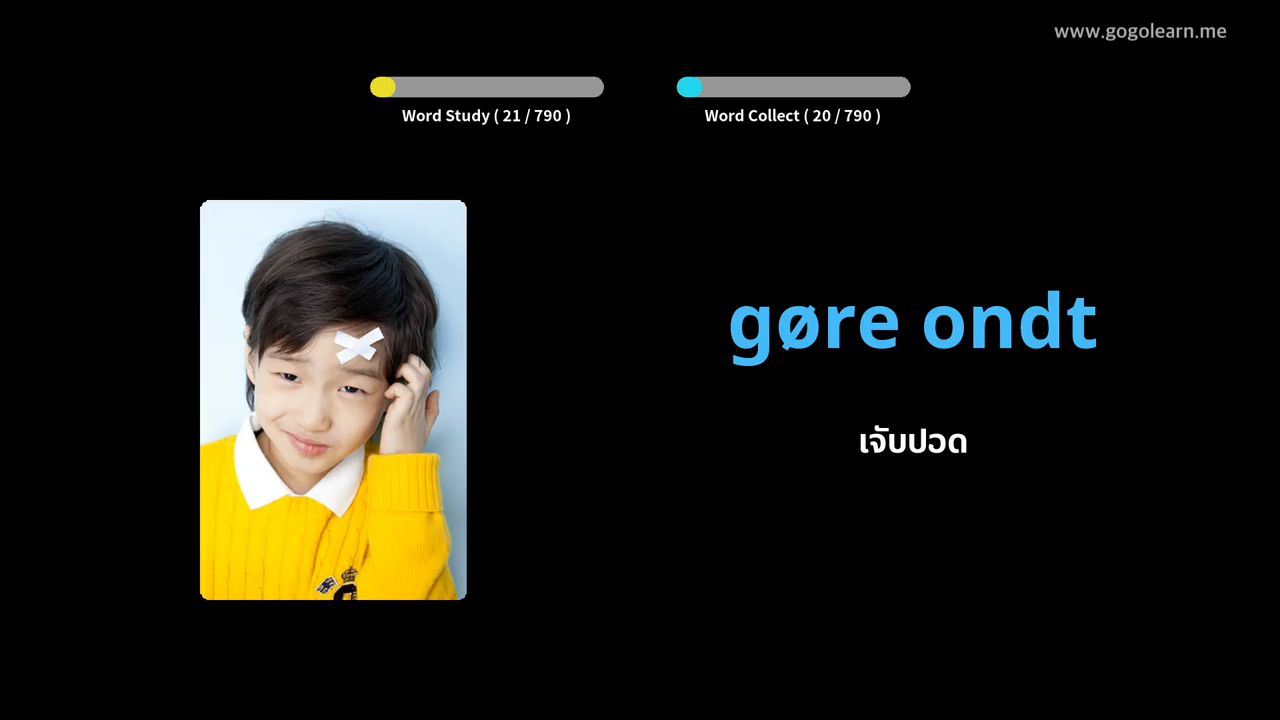 www.gogolearn.me
Word Study ( 21 / 790 )
Word Collect ( 20 / 790 )
gøre ondt
เจ็บปวด